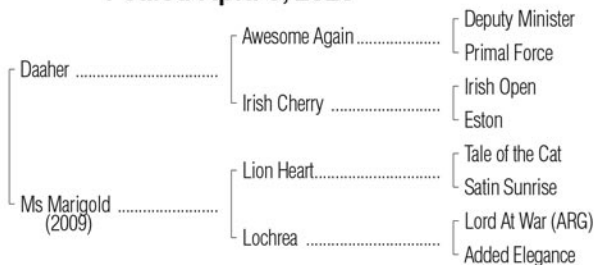 Deputy Minister
Awesome Again
Primal Force
Daaher
Irish Open
Irish Cherry
Eston
Tale of the Cat
Lion Heart
Satin Sunrise
Ms Marigold
(2009)
Lord At War (ARG)
Lochrea
Added Elegance